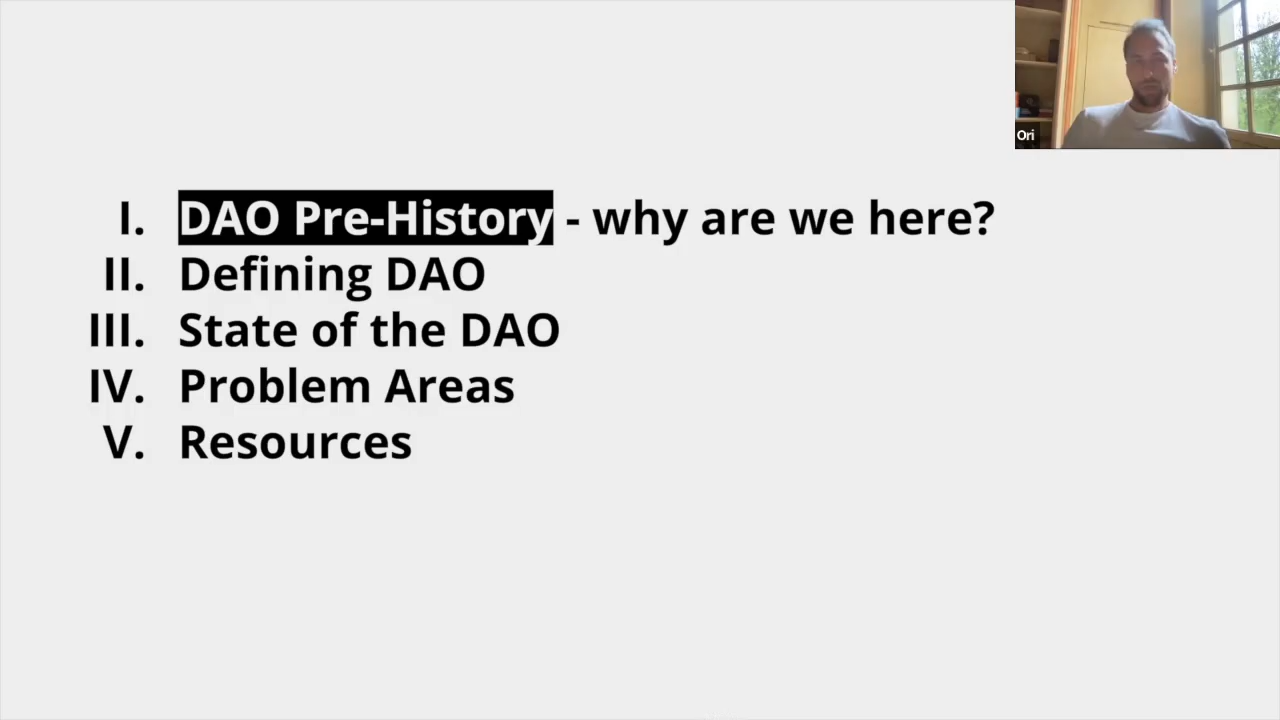 I. DAO Pre-History - why are we here?
II. Defining DAO
III. State of the DAO
IV. Problem Areas
V. Resources
Ori